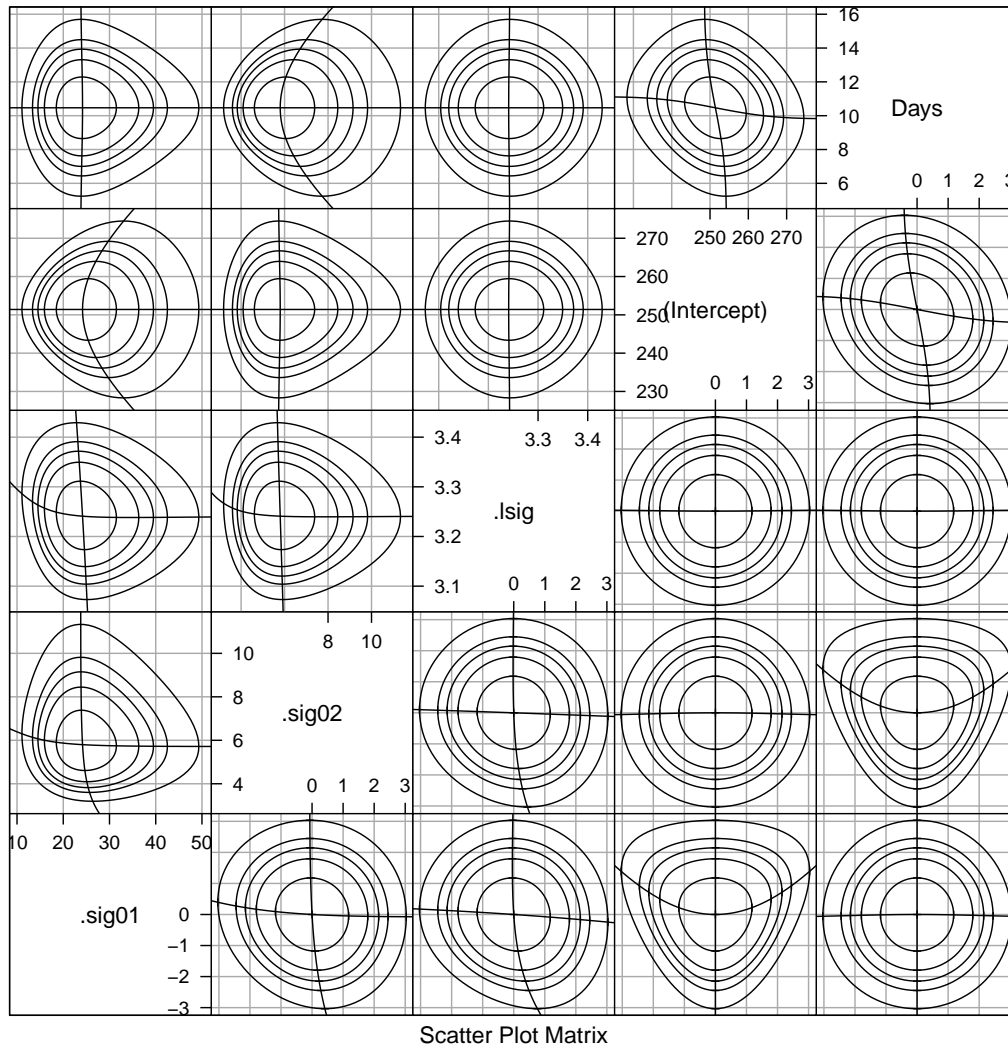 16
14
12
10
8
6
Days
0 1 2 3
270
260
250
240
230
250 260 270
(Intercept)
0 1 2 3
3.4
3.3
3.2
3.1
3.3 3.4
.lsig
0 1 2 3
10
8
6
4
8 10
.sig02
0 1 2 3
10 20 30 40 50
.sig01
0
−1
−2
−3
Scatter Plot Matrix